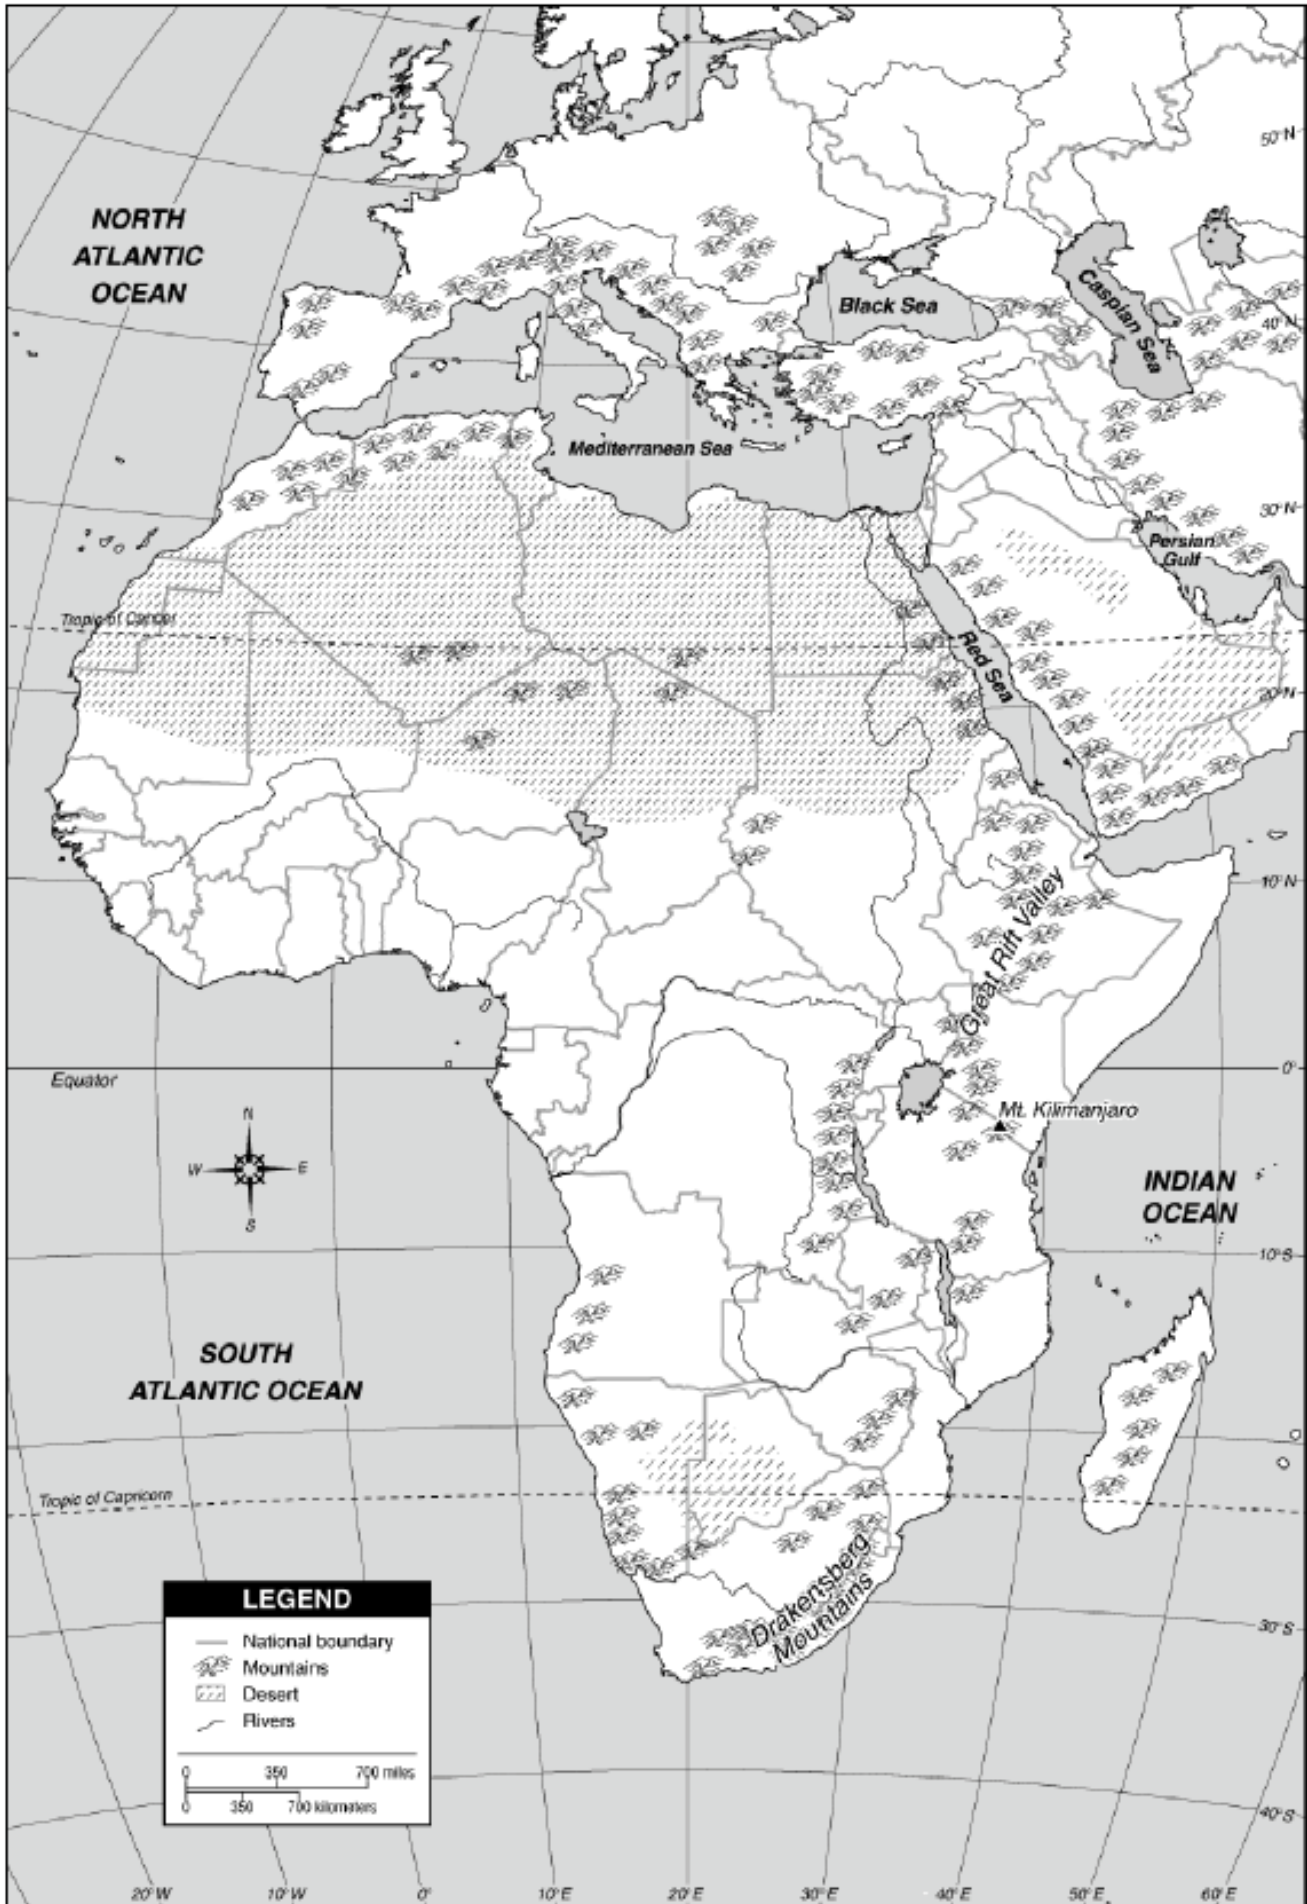 50°N
NORTH
ATLANTIC
OCEAN
Black Sea
Caspian Sea
40°N
Mediterranean Sea
30°N
Persian
Gulf
Tropic of Cancer
Red Sea
20°N
10°N
Great Rift Valley
Equator
0°
Mt. Kilimanjaro
N
W
E
S
INDIAN
OCEAN
10°S
SOUTH
ATLANTIC OCEAN
Tropic of Capricorn
Drakensberg
Mountains
LEGEND
National boundary
Mountains
Desert
Rivers
0 350 700 miles
0 350 700 kilometers
30°S
40°S
20°W 10°W 0° 10°E 20°E 30°E 40°E 50°E 60°E